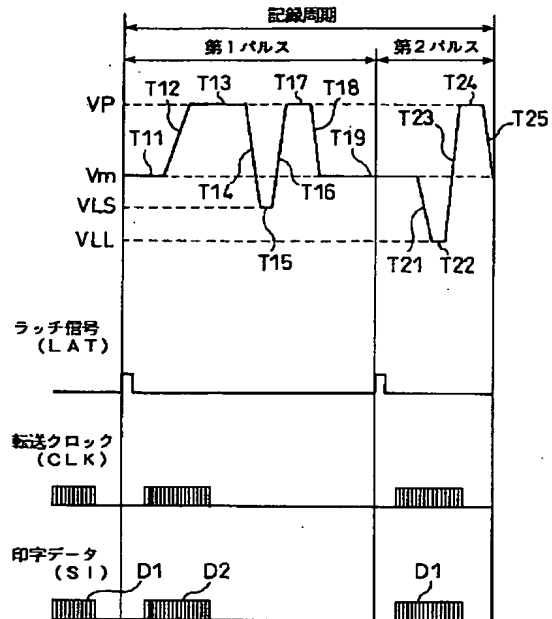 記録周期
第1パルス
第2パルス
T12
T13
T17
T18
T24
VP
T11
T19
T23
T25
Vm
T14
T16
VLS
VLL
T15
T21
T22
ラッチ信号
(LAT)
転送クロック
(CLK)
印字データ
(SI)
D1
D2
D1